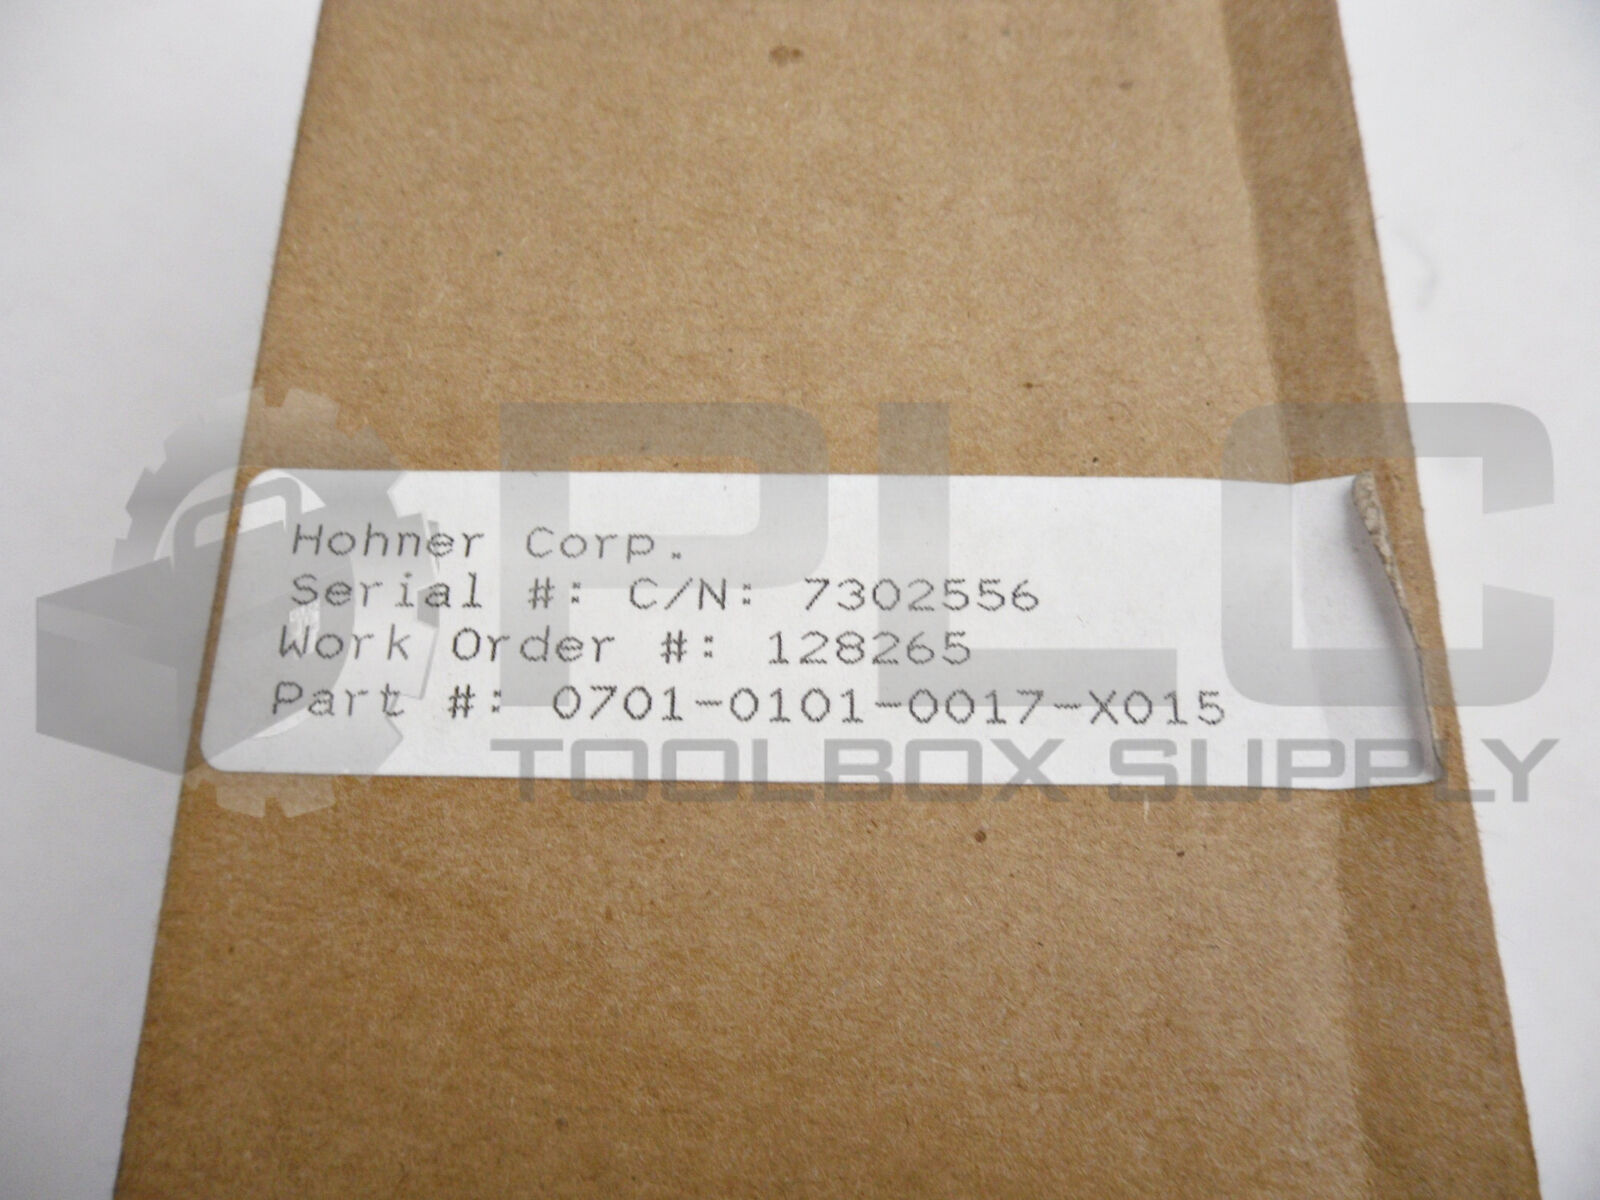 Hohner Corp.
Serial #: C/N: 7302556
Work Order #: 128265
Part #: 0701-0101-0017-X015
PLC
TOOLBOX SUPPLY